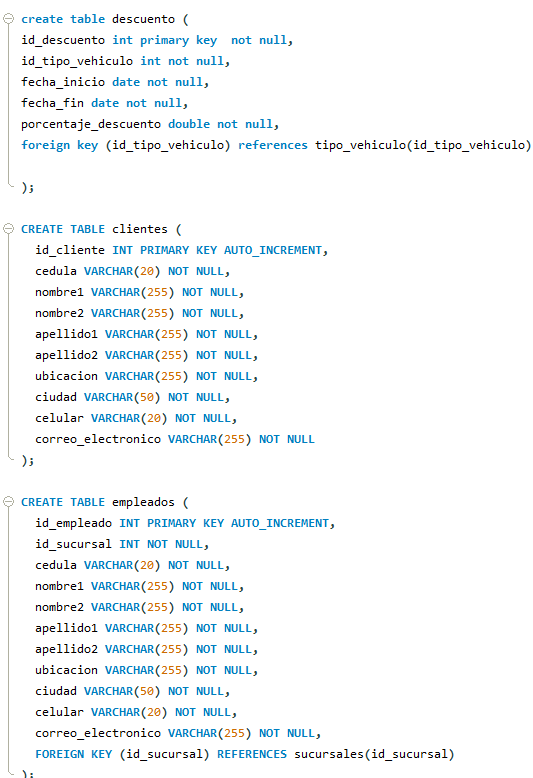 create table descuento (
id_descuento int primary key  not null,
id_tipo_vehiculo int not null,
fecha_inicio date not null,
fecha_fin date not null,
porcentaje_descuento double not null,
foreign key (id_tipo_vehiculo) references tipo_vehiculo(id_tipo_vehiculo)
);
CREATE TABLE clientes (
id_cliente INT PRIMARY KEY AUTO_INCREMENT,
cedula VARCHAR(20) NOT NULL,
nombre1 VARCHAR(255) NOT NULL,
nombre2 VARCHAR(255) NOT NULL,
apellido1 VARCHAR(255) NOT NULL,
apellido2 VARCHAR(255) NOT NULL,
ubicacion VARCHAR(255) NOT NULL,
ciudad VARCHAR(50) NOT NULL,
celular VARCHAR(20) NOT NULL,
correo_electronico VARCHAR(255) NOT NULL
);
CREATE TABLE empleados (
id_empleado INT PRIMARY KEY AUTO_INCREMENT,
id_sucursal INT NOT NULL,
cedula VARCHAR(20) NOT NULL,
nombre1 VARCHAR(255) NOT NULL,
nombre2 VARCHAR(255) NOT NULL,
apellido1 VARCHAR(255) NOT NULL,
apellido2 VARCHAR(255) NOT NULL,
ubicacion VARCHAR(255) NOT NULL,
ciudad VARCHAR(50) NOT NULL,
celular VARCHAR(20) NOT NULL,
correo_electronico VARCHAR(255) NOT NULL,
FOREIGN KEY (id_sucursal) REFERENCES sucursales(id_sucursal)
);